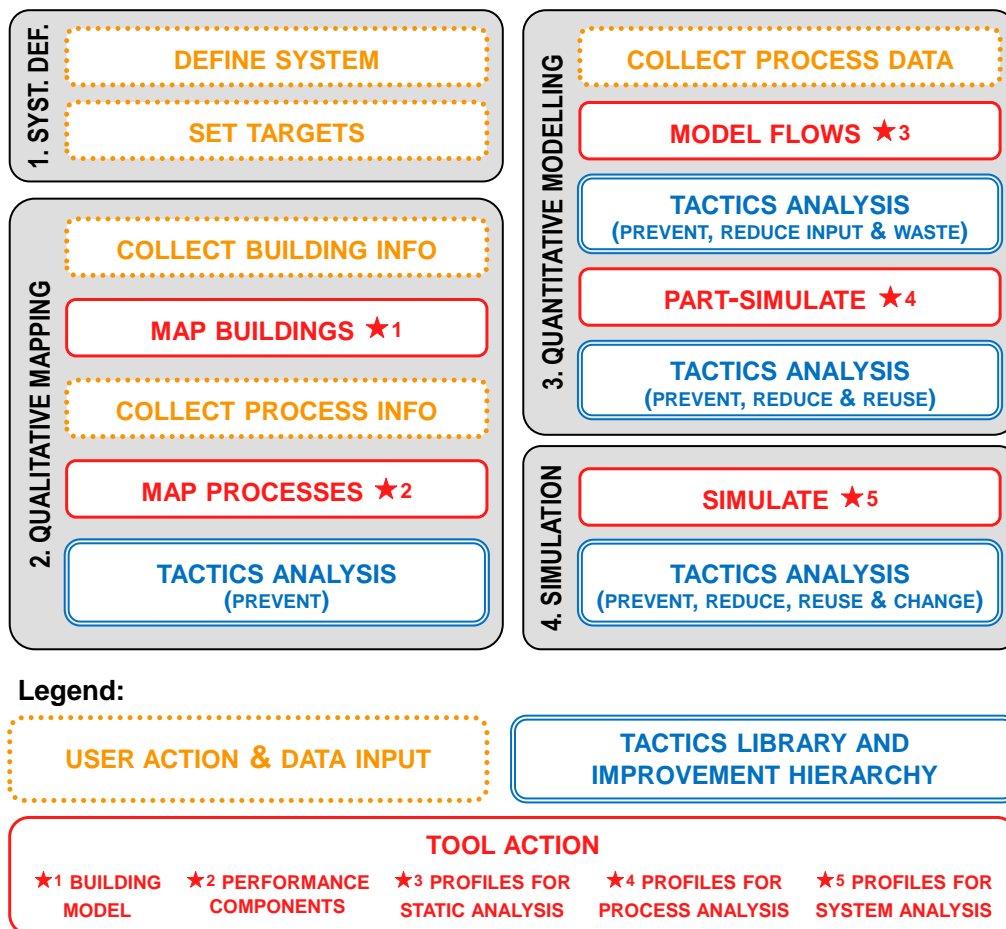 1. SYST. DEF.
DEFINE SYSTEM
SET TARGETS
2. QUALITATIVE MAPPING
COLLECT BUILDING INFO
MAP BUILDINGS ★1
COLLECT PROCESS INFO
MAP PROCESSES ★2
TACTICS ANALYSIS
(PREVENT)
3. QUANTITATIVE MODELLING
COLLECT PROCESS DATA
MODEL FLOWS ★3
TACTICS ANALYSIS
(PREVENT, REDUCE INPUT & WASTE)
PART-SIMULATE ★4
TACTICS ANALYSIS
(PREVENT, REDUCE & REUSE)
4. SIMULATION
SIMULATE ★5
TACTICS ANALYSIS
(PREVENT, REDUCE, REUSE & CHANGE)
Legend:
USER ACTION & DATA INPUT
TACTICS LIBRARY AND
IMPROVEMENT HIERARCHY
TOOL ACTION
★1 BUILDING
MODEL
★2 PERFORMANCE
COMPONENTS
★3 PROFILES FOR
STATIC ANALYSIS
★4 PROFILES FOR
PROCESS ANALYSIS
★5 PROFILES FOR
SYSTEM ANALYSIS